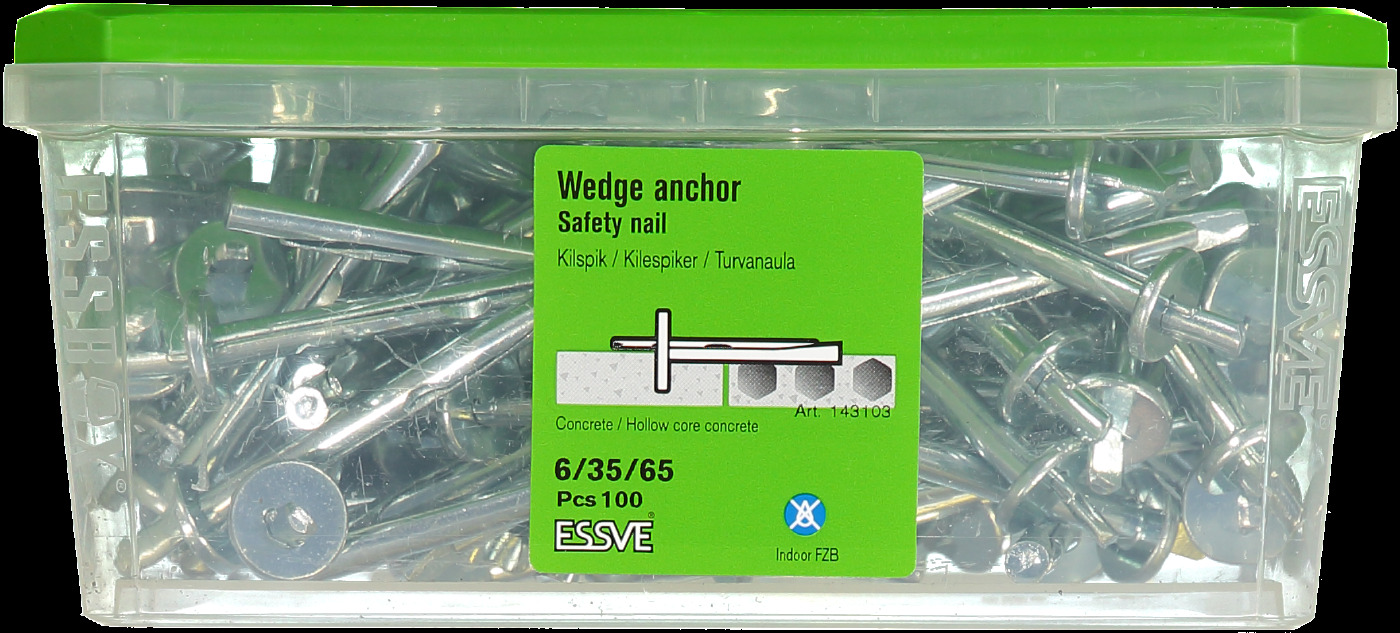 Wedge anchor
Safety nail
Kilspik / Kilespiker / Turvanaula
Art. 143103
Concrete / Hollow core concrete
6/35/65
Pcs 100
ESSVE®
Indoor FZB
ESSVE
ESSVE®